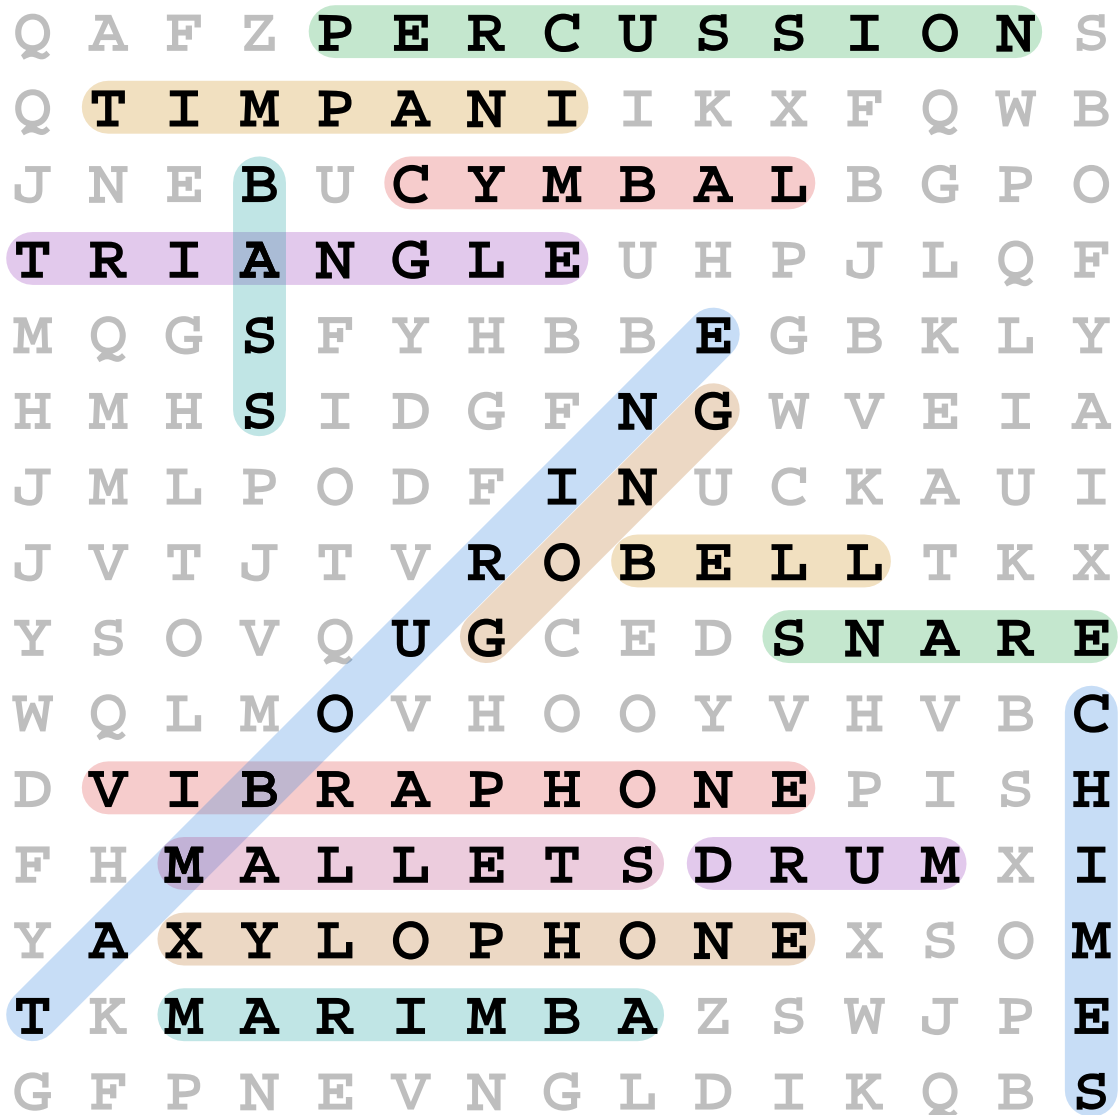 Q A F Z P E R C U S S I O N S
Q T I M P A N I I K X F Q W B
J N E B U C Y M B A L B G P O
T R I A N G L E U H P J L Q F
M Q G S F Y H B B E G B K L Y
H M H S I D G F N G W V E I A
J M L P O D F I N U C K A U I
J V T J T V R O B E L L T K X
Y S O V Q U G C E D S N A R E
W Q L M O V H O O Y V H V B C
D V I B R A P H O N E P I S H
F H M A L L E T S D R U M X I
Y A X Y L O P H O N E X S O M
T K M A R I M B A Z S W J P E
G F P N E V N G L D I K Q B S